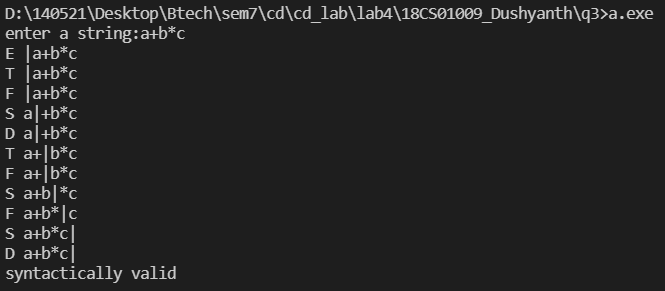 D:\140521\Desktop\Btech\sem7\cd\cd_lab\lab4\18CS01009_Dushyanth\q3>a.exe
enter a string:a+b*c
E |a+b*c
T |a+b*c
F |a+b*c
S a|+b*c
D a|+b*c
T a+|b*c
F a+|b*c
S a+b|*c
F a+b*|c
S a+b*c|
D a+b*c|
syntactically valid